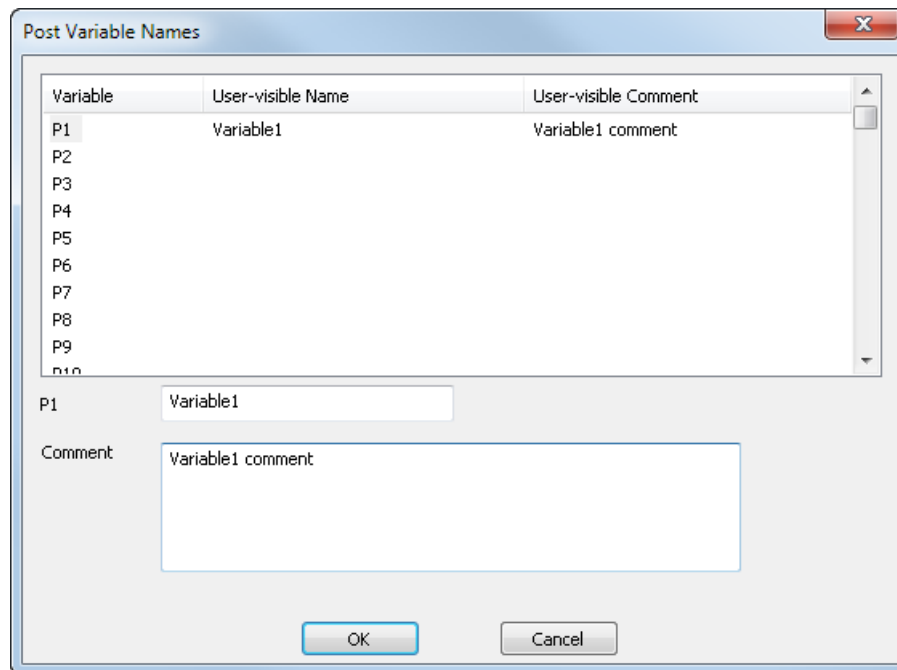 Post Variable Names
Variable User-visible Name User-visible Comment
P1 Variable1 Variable1 comment
P2
P3
P4
P5
P6
P7
P8
P9
P10
P1 Variable1
Comment Variable1 comment
OK Cancel